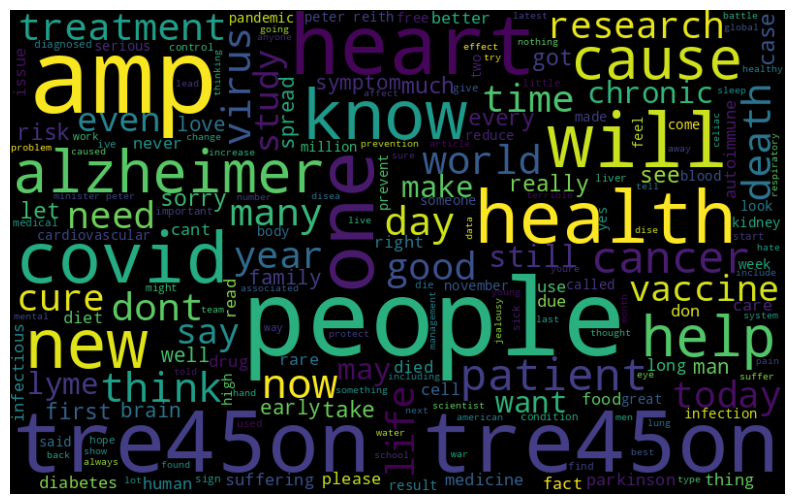 treatment pandemic peter reith free better latest battle global
diagnosed going anyone effect try nothing healthy
amp virus heart research cause case
issue serious control thinking lead symptom much two got sleep
study spread affect give little chronic
even love know time made feel come autoimmune death
risk work change never million every article
problem caused ive increase prevention reduce away celiac respiratory
alzheimer one world will
minister peter number prevent sure make really see blood liver tell
let need sorry many day someone health look kidney
medical important cant live disea terrible yes
cardiovascular body right data dise start hate
covid year good still cancer include
might associated family die november use called youre week
cure diet team read management young due don care system
mental dont say way protect sick last thought month vaccine
new people jealousy help
infectious well told drug rare may died including cell food long man pain
lyme think high hand now something patient eye suffer
first brain used early take next scientist want great today
life american condition men lung infection
tre45on tre45on
said hope water
back show sign school war find best
always found suffering please medicine parkinson type thing
diabetes lot human result fact